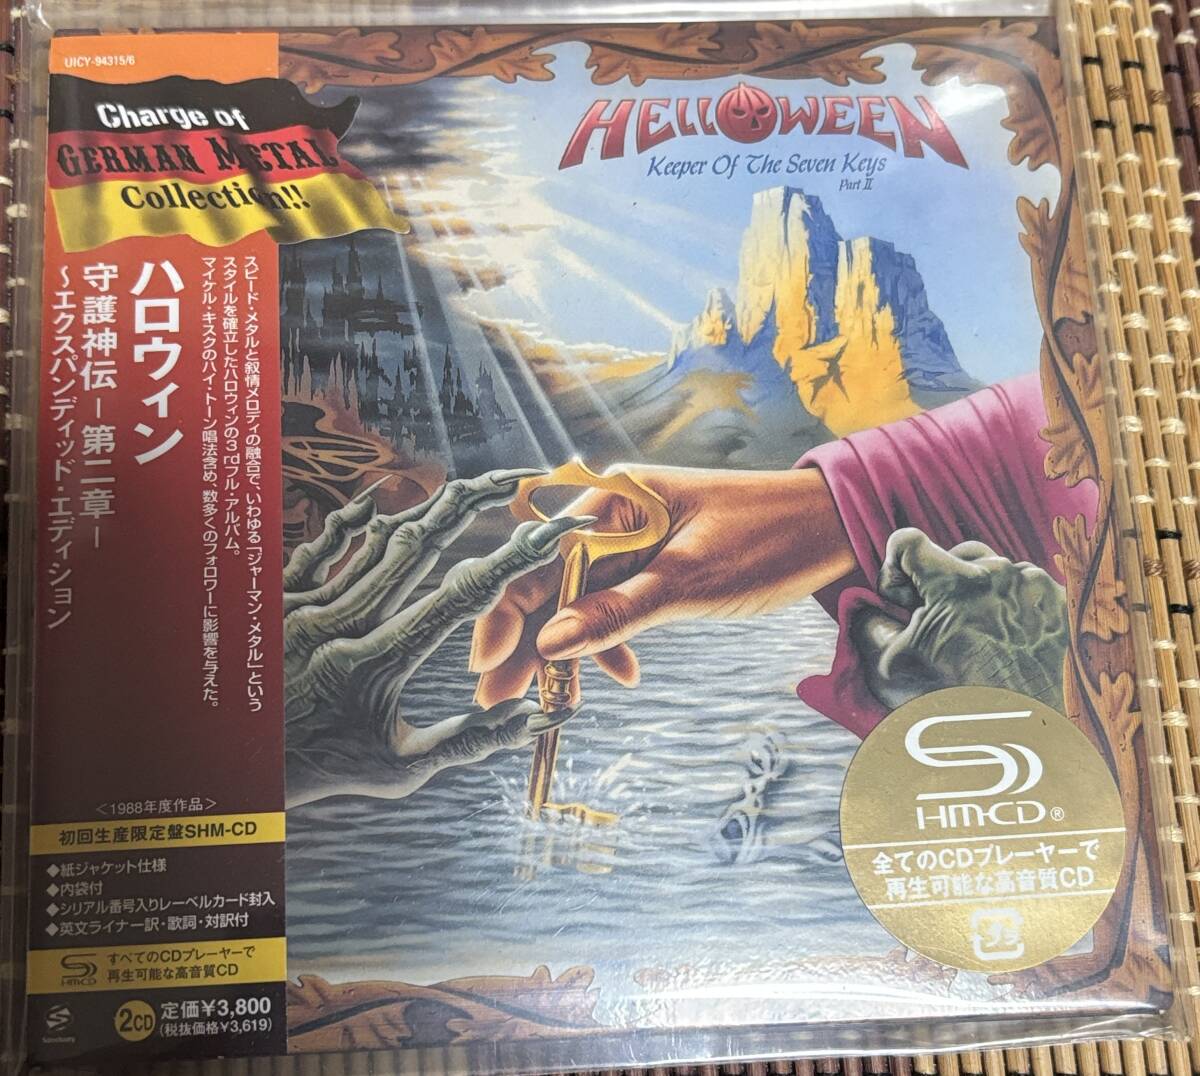 UICY-94315/6
Charge of
GERMAN METAL
Collection!!
ハロウィン
守護神伝－第二章－
～エクスパンディッド・エディション
スピード・メタルと叙情メロディの融合で、いわゆる「ジャーマン・メタル」という
スタイルを確立したハロウィンの3rdフル・アルバム。
マイケル・キスクのハイ・トーン唱法含め、数多くのフォロワーに影響を与えた。
＜1988年度作品＞
初回生産限定盤SHM-CD
◆紙ジャケット仕様
◆内袋付
◆シリアル番号入りレーベルカード封入
◆英文ライナー訳・歌詞・対訳付
HM-CD
すべてのCDプレーヤーで
再生可能な高音質CD
Sanctuary
2CD
定価￥3,800
(税抜価格￥3,619)
HELLOWEEN
Keeper Of The Seven Keys
Part II
HM-CD®
全てのCDプレーヤーで
再生可能な高音質CD